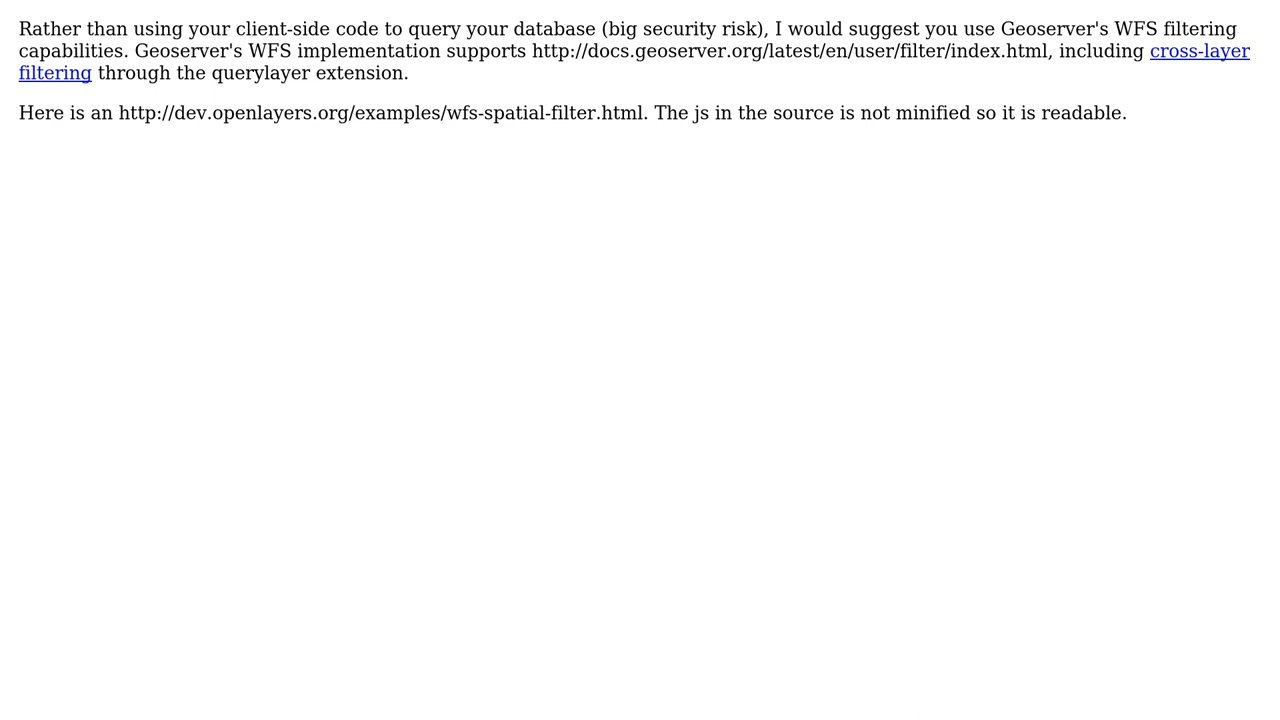 Rather than using your client-side code to query your database (big security risk), I would suggest you use Geoserver's WFS filtering
capabilities. Geoserver's WFS implementation supports http://docs.geoserver.org/latest/en/user/filter/index.html, including cross-layer
filtering through the querylayer extension.
Here is an http://dev.openlayers.org/examples/wfs-spatial-filter.html. The js in the source is not minified so it is readable.